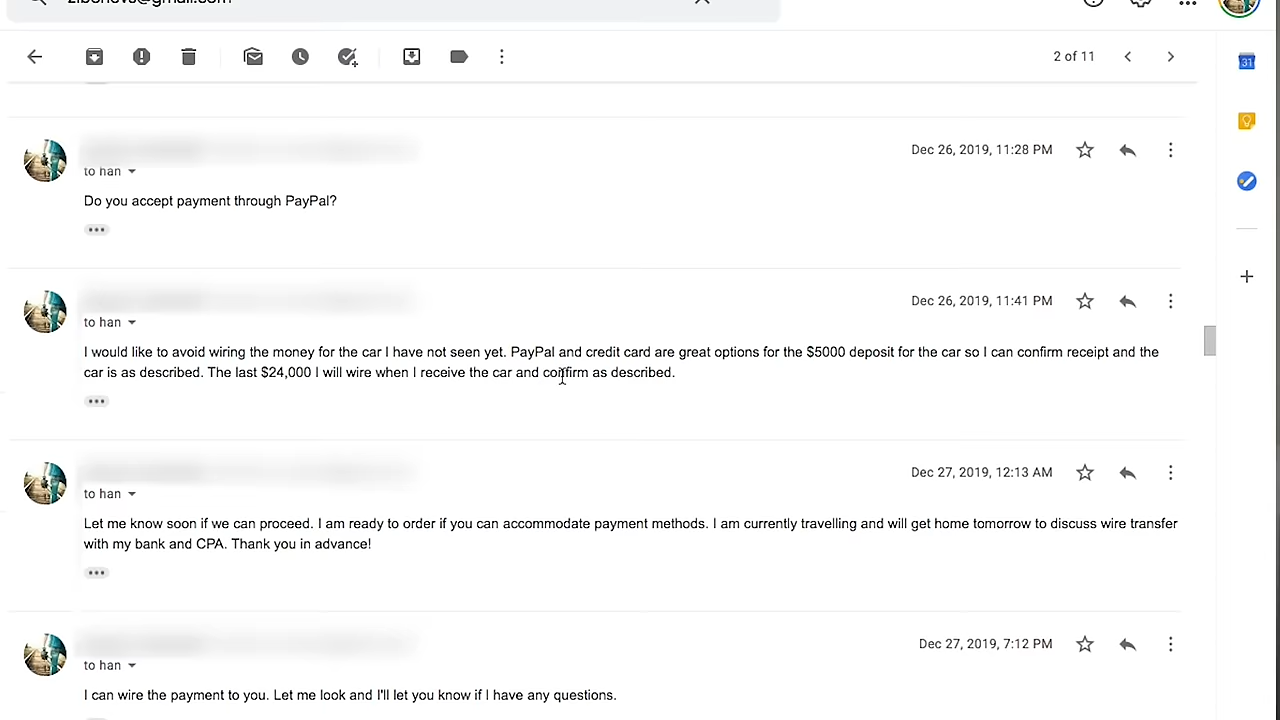 2 of 11
31
Dec 26, 2019, 11:28 PM
to han
Do you accept payment through PayPal?
Dec 26, 2019, 11:41 PM
to han
I would like to avoid wiring the money for the car I have not seen yet. PayPal and credit card are great options for the $5000 deposit for the car so I can confirm receipt and the
car is as described. The last $24,000 I will wire when I receive the car and confirm as described.
Dec 27, 2019, 12:13 AM
to han
Let me know soon if we can proceed. I am ready to order if you can accommodate payment methods. I am currently travelling and will get home tomorrow to discuss wire transfer
with my bank and CPA. Thank you in advance!
Dec 27, 2019, 7:12 PM
to han
I can wire the payment to you. Let me look and I'll let you know if I have any questions.